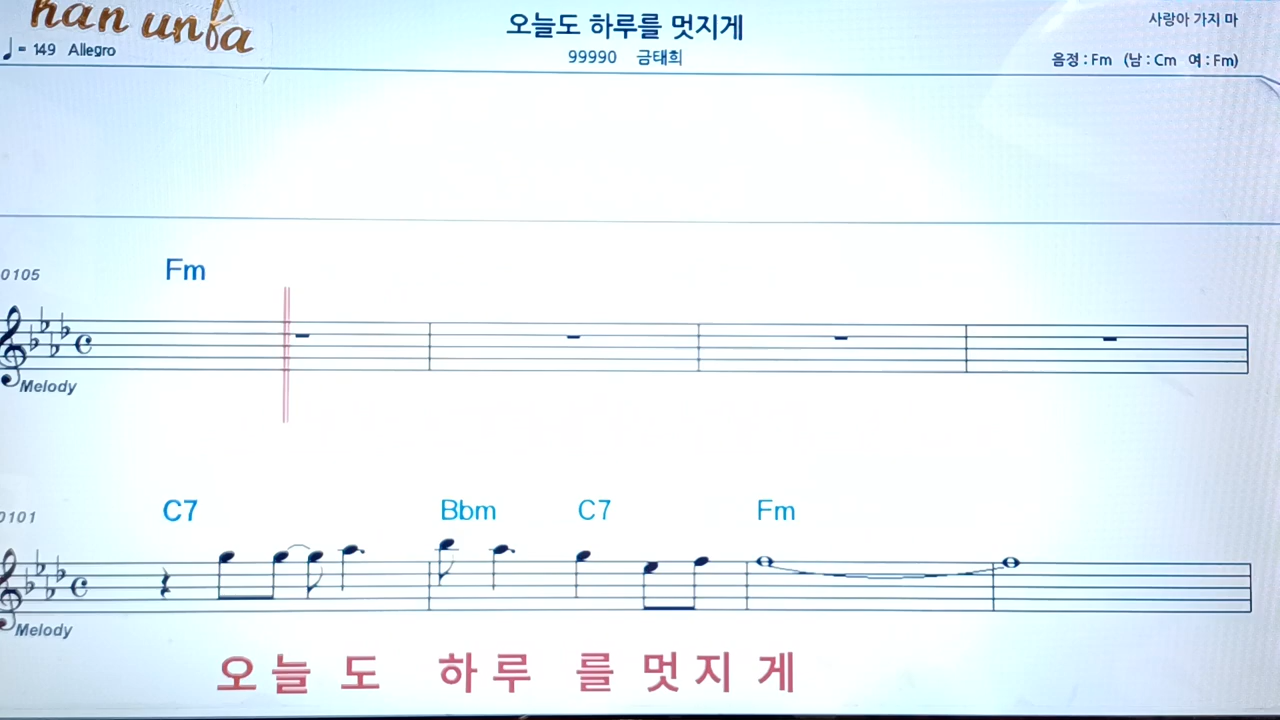 han unfa
오늘도 하루를 멋지게
사랑아 가지 마
= 149 Allegro
99990 금태희
음정 : Fm (남 : Cm 여 : Fm)
0105
Fm
Melody
0101
C7 Bbm C7 Fm
Melody
오 늘 도 하 루 를 멋 지 게